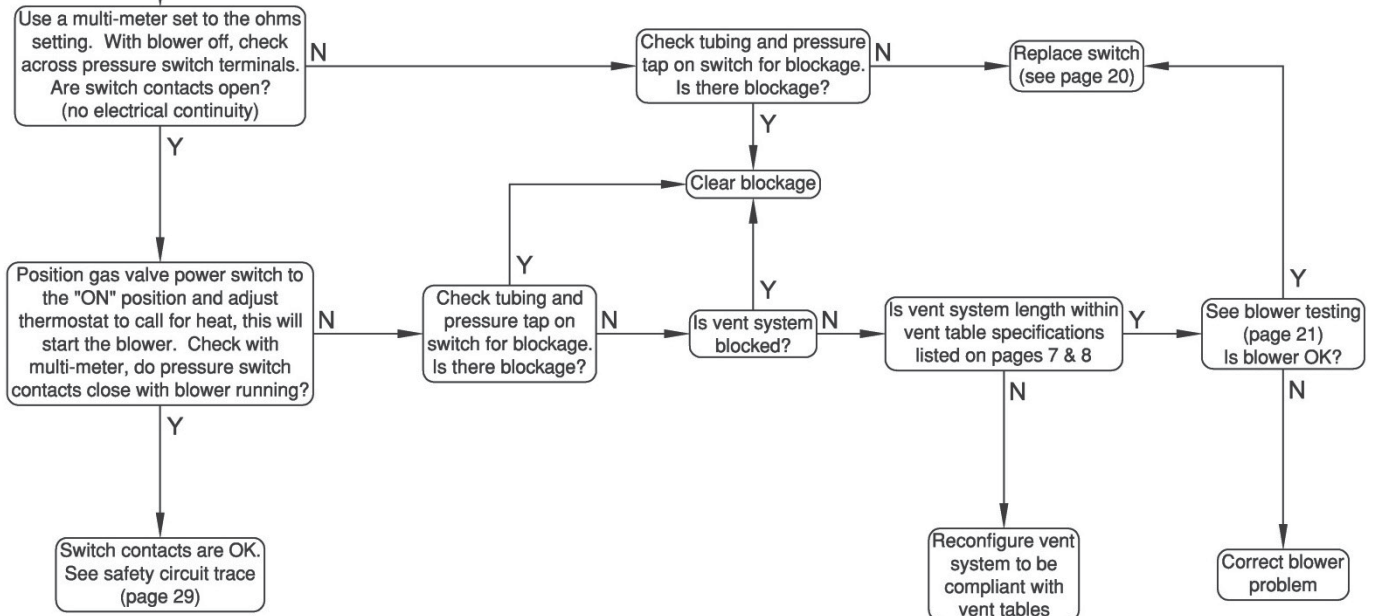 Use a multi-meter set to the ohms
setting. With blower off, check
across pressure switch terminals.
Are switch contacts open?
(no electrical continuity)
N
Check tubing and pressure
tap on switch for blockage.
Is there blockage?
N
Replace switch
(see page 20)
Y
Y
Clear blockage
Position gas valve power switch to
the "ON" position and adjust
thermostat to call for heat, this will
start the blower. Check with
multi-meter, do pressure switch
contacts close with blower running?
N
Y
Check tubing and
pressure tap on
switch for blockage.
Is there blockage?
N
Y
Is vent system
blocked?
N
Is vent system length within
vent table specifications
listed on pages 7 & 8
Y
Y
See blower testing
(page 21)
Is blower OK?
Y
N
N
Switch contacts are OK.
See safety circuit trace
(page 29)
Reconfigure vent
system to be
compliant with
vent tables
Correct blower
problem